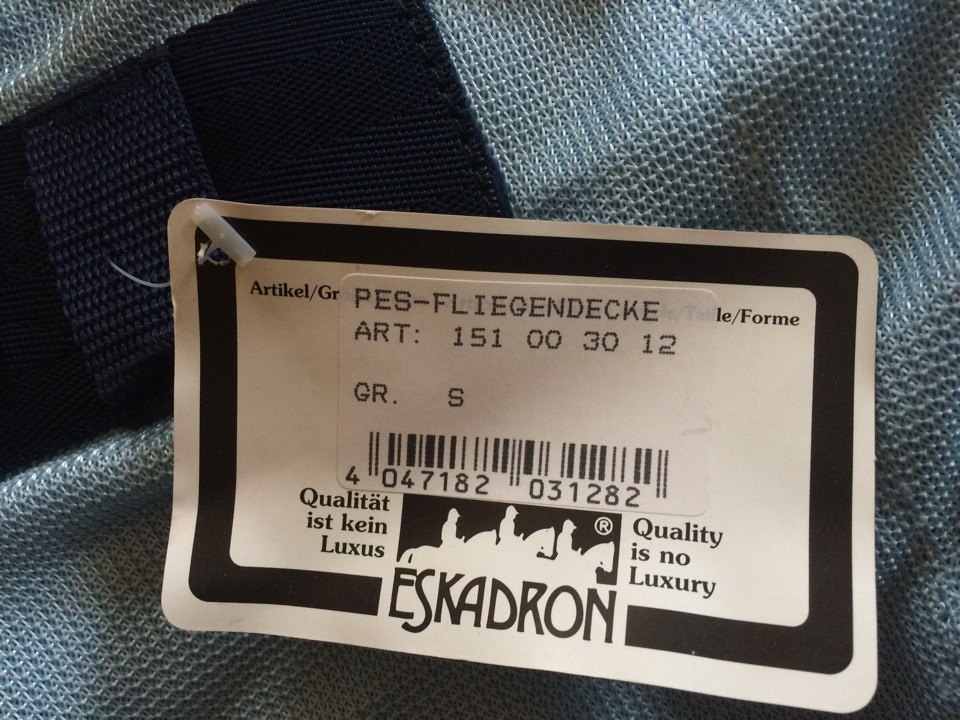 Artikel/Gr
le/Forme
PES-FLIEGENDECKE
ART: 151 00 30 12
GR. S
4 047182 031282
Qualität
ist kein
Luxus
®
Quality
is no
Luxury
ESKADRON